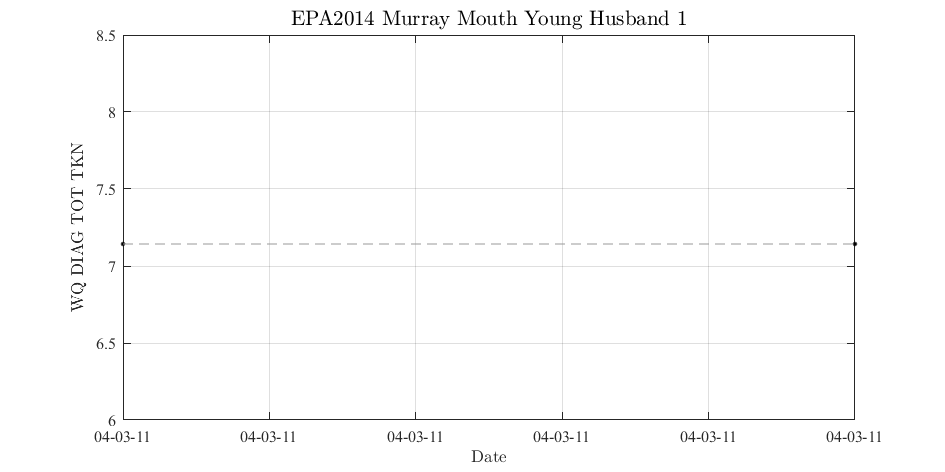 EPA2014 Murray Mouth Young Husband 1
8.5
8
7.5
7
6.5
6
WQ DIAG TOT TKN
04-03-11 04-03-11 04-03-11 04-03-11 04-03-11 04-03-11
Date